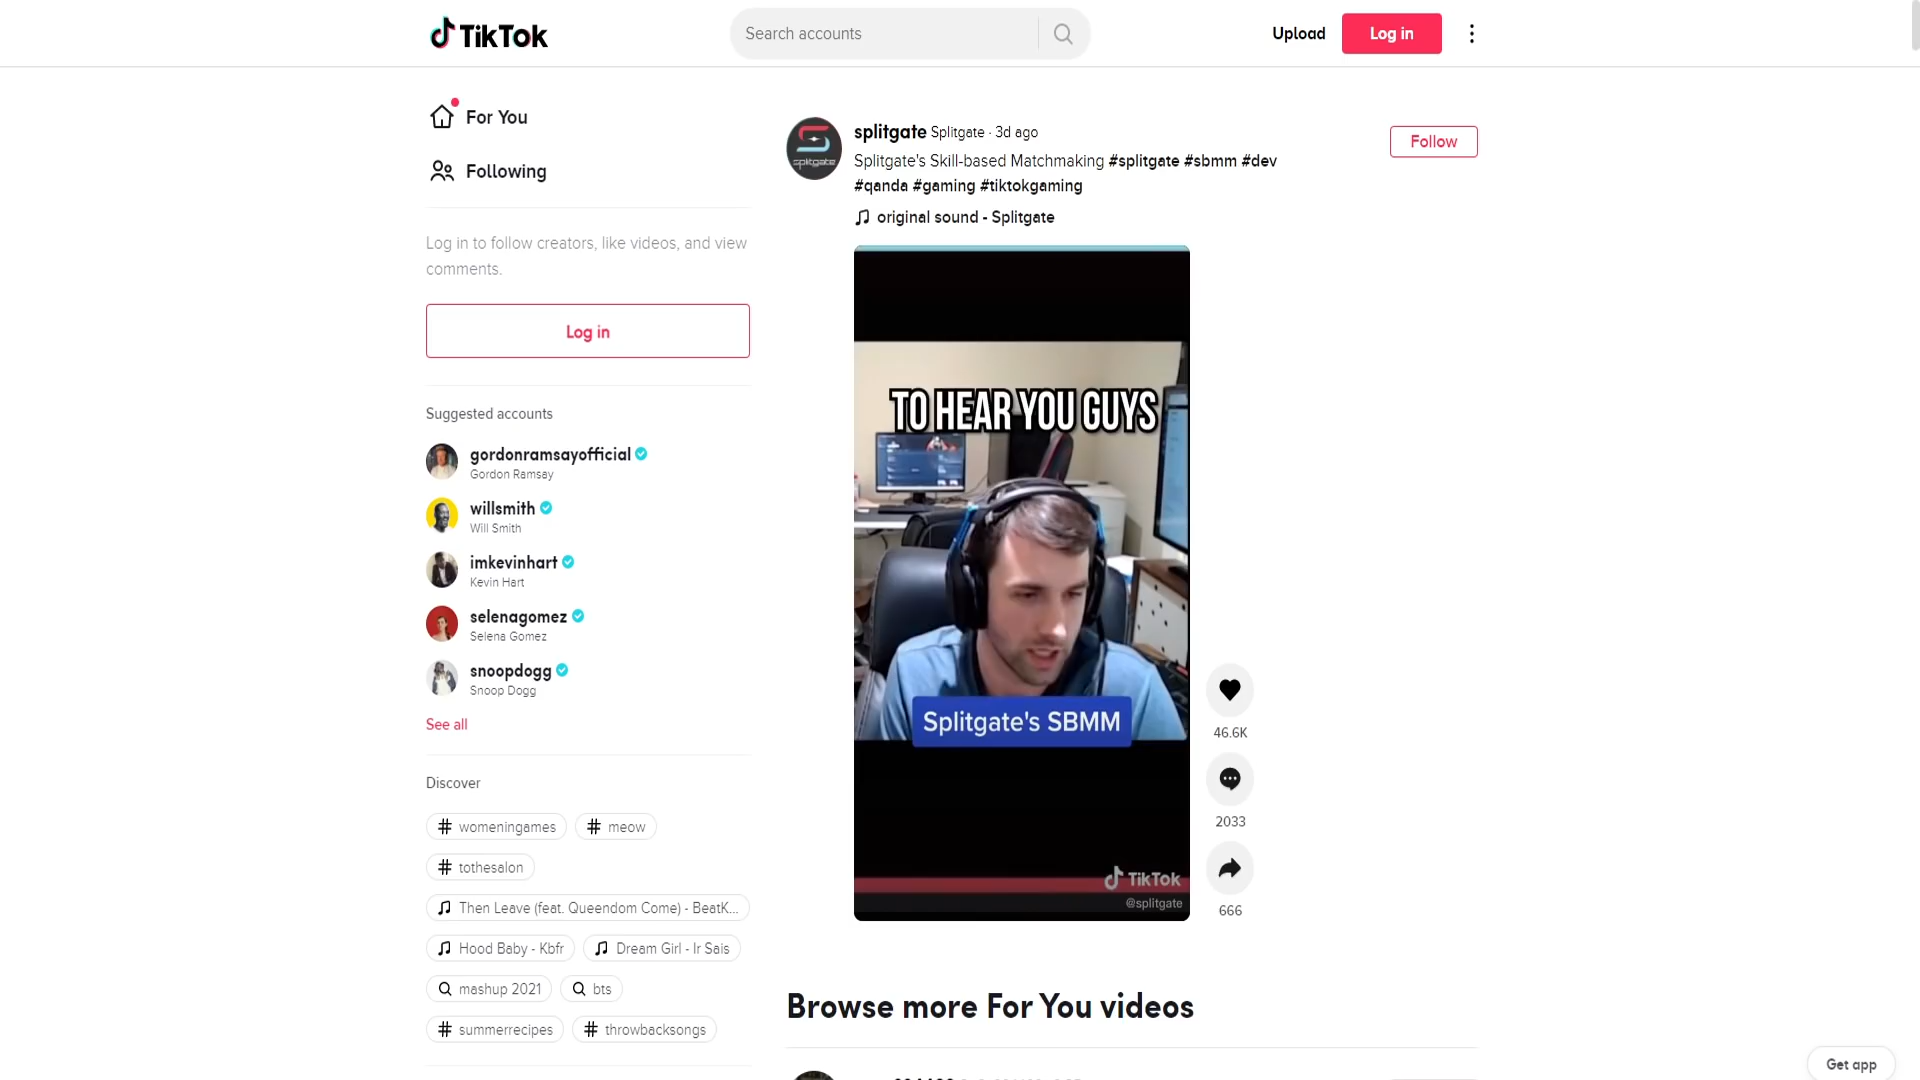 TikTok
Search accounts
Upload
Log in
For You
Following
Log in to follow creators, like videos, and view
comments.
Log in
Suggested accounts
gordonramsayofficial
Gordon Ramsay
willsmith
Will Smith
imkevinhart
Kevin Hart
selenagomez
Selena Gomez
snoopdogg
Snoop Dogg
See all
Discover
# womeningames
# meow
# tothesalon
Then Leave (feat. Queendom Come) - BeatK...
Hood Baby - Kbfr
Dream Girl - Ir Sais
mashup 2021
bts
# summerrecipes
# throwbacksongs
splitgate Splitgate · 3d ago
Follow
Splitgate's Skill-based Matchmaking #splitgate #sbmm #dev
#qanda #gaming #tiktokgaming
original sound - Splitgate
splitgate
TO HEAR YOU GUYS
Splitgate's SBMM
TikTok
@splitgate
46.6K
2033
666
Browse more For You videos
Get app